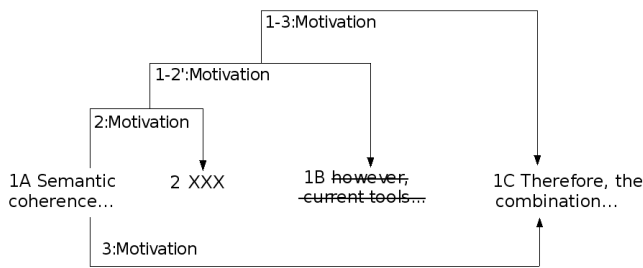 1-3:Motivation
1-2':Motivation
2:Motivation
1A Semantic
coherence...
2 XXX
1B however,
current tools...
1C Therefore, the
combination...
3:Motivation